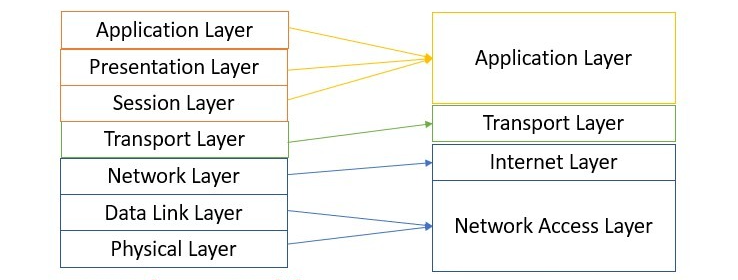 Application Layer
Presentation Layer
Session Layer
Transport Layer
Network Layer
Data Link Layer
Physical Layer
Application Layer
Transport Layer
Internet Layer
Network Access Layer